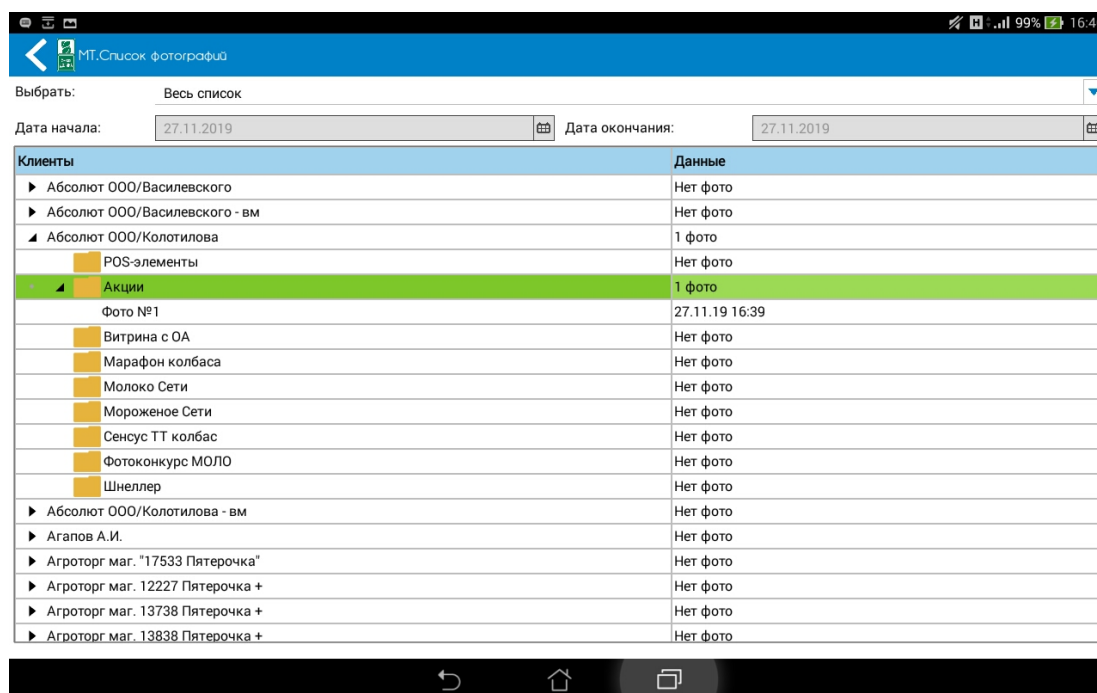 99% 16:4
МТ.Список фотографий
Выбрать: Весь список
Дата начала: 27.11.2019 Дата окончания: 27.11.2019
Клиенты Данные
Абсолют ООО/Василевского Нет фото
Абсолют ООО/Василевского - вм Нет фото
Абсолют ООО/Колотилова 1 фото
POS-элементы Нет фото
Акции 1 фото
Фото №1 27.11.19 16:39
Витрина с ОА Нет фото
Марафон колбаса Нет фото
Молоко Сети Нет фото
Мороженое Сети Нет фото
Сенсус ТТ колбас Нет фото
Фотоконкурс МОЛО Нет фото
Шнеллер Нет фото
Абсолют ООО/Колотилова - вм Нет фото
Агапов А.И. Нет фото
Агроторг маг. "17533 Пятерочка" Нет фото
Агроторг маг. 12227 Пятерочка + Нет фото
Агроторг маг. 13738 Пятерочка + Нет фото
Агроторг маг. 13838 Пятерочка + Нет фото